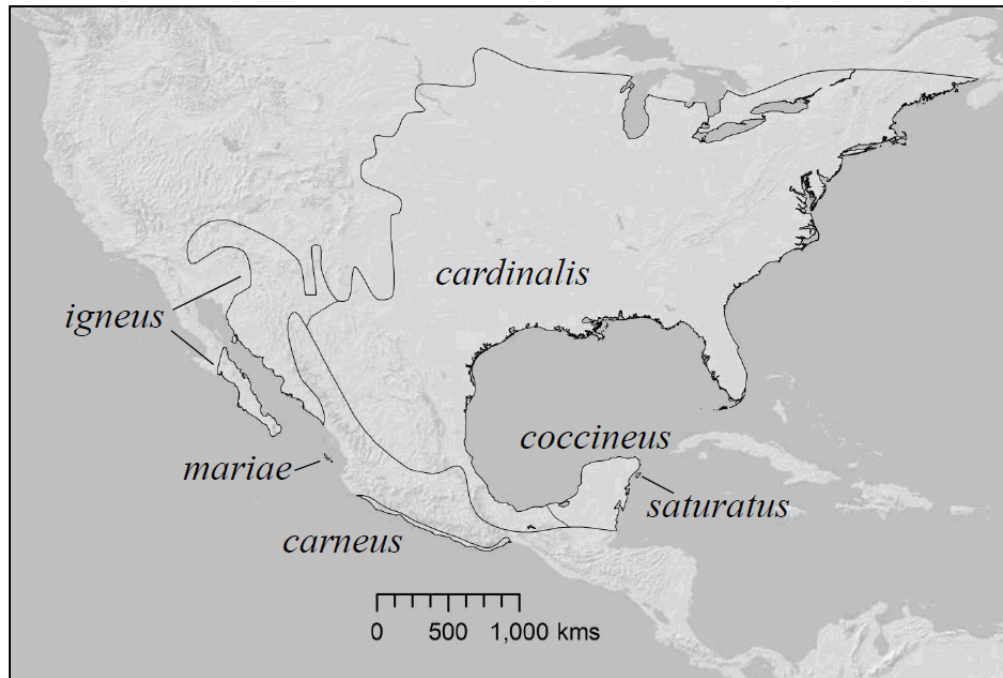 cardinalis
igneus
coccineus
mariae
saturatus
carneus
0 500 1,000 kms